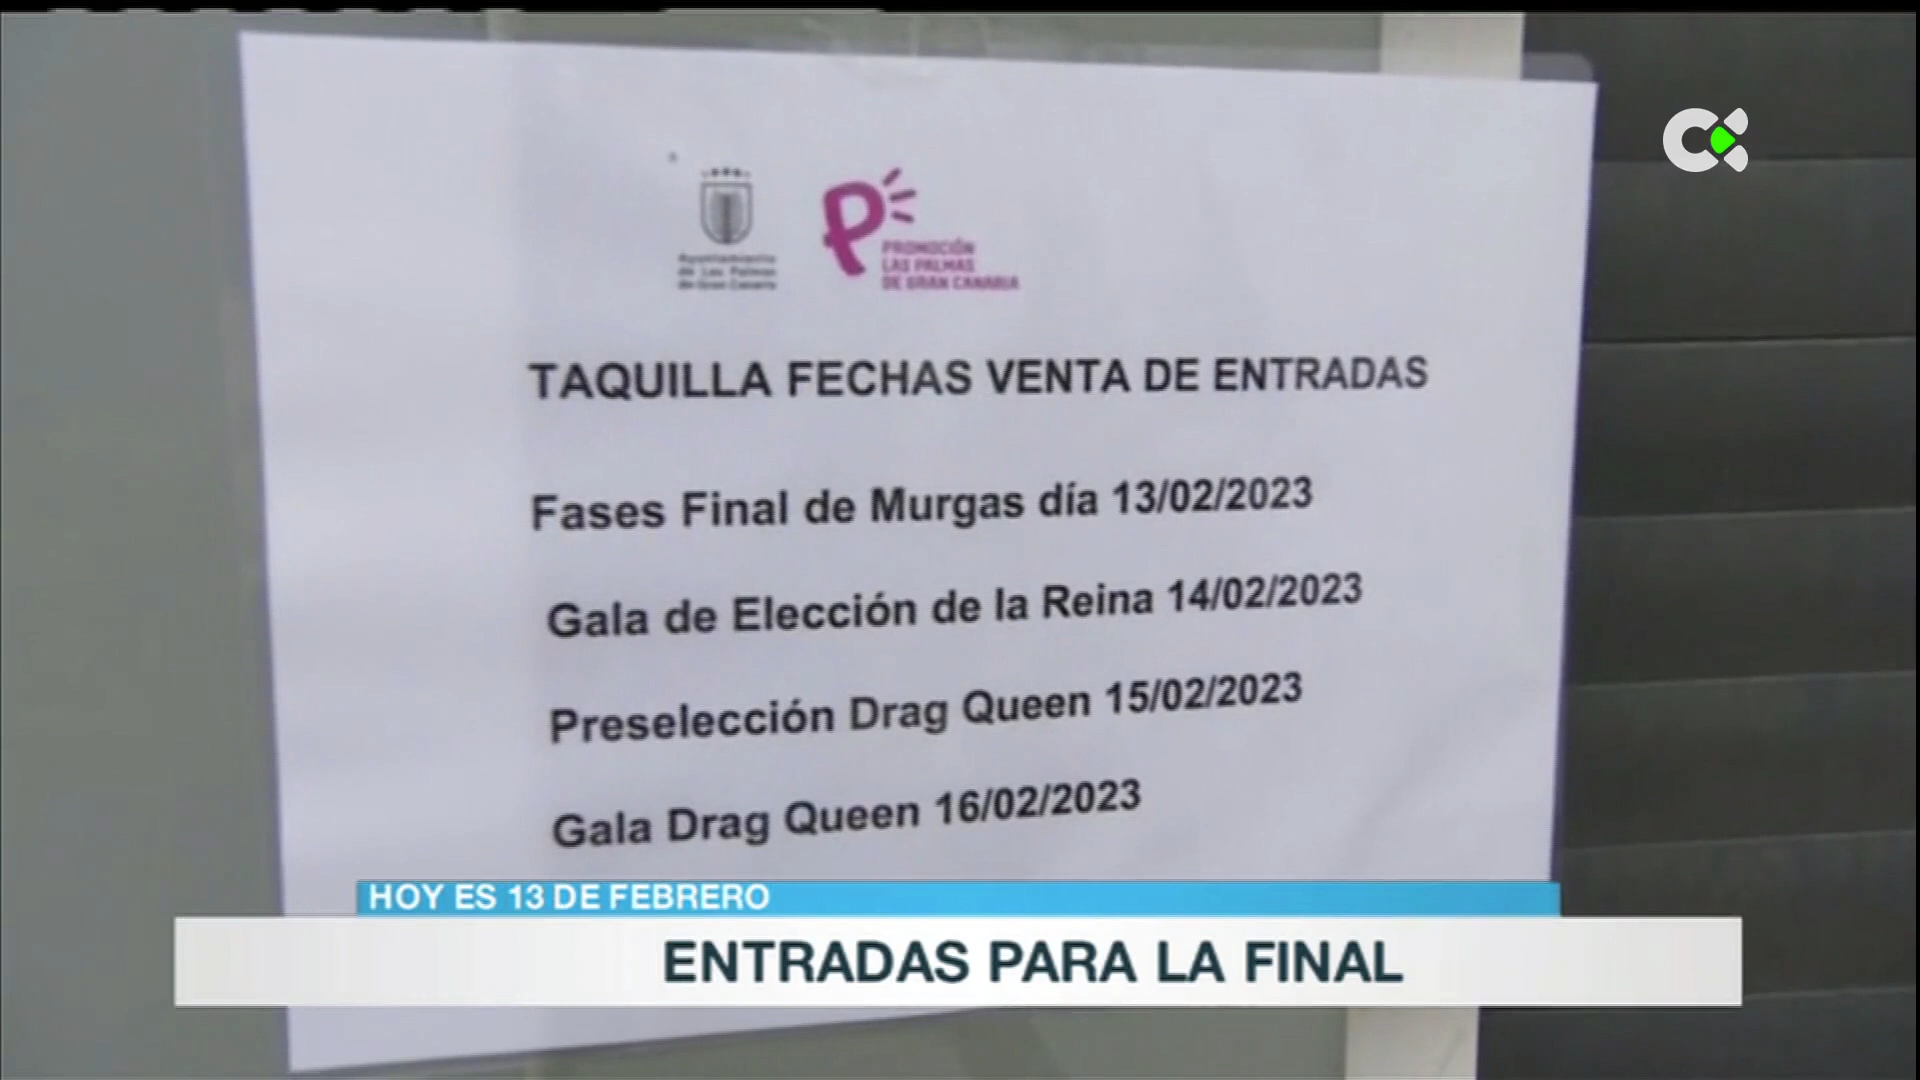 Ayuntamiento
de Las Palmas
de Gran Canaria
PROMOCIÓN
LAS PALMAS
DE GRAN CANARIA
TAQUILLA FECHAS VENTA DE ENTRADAS
Fases Final de Murgas día 13/02/2023
Gala de Elección de la Reina 14/02/2023
Preselección Drag Queen 15/02/2023
Gala Drag Queen 16/02/2023
HOY ES 13 DE FEBRERO
ENTRADAS PARA LA FINAL